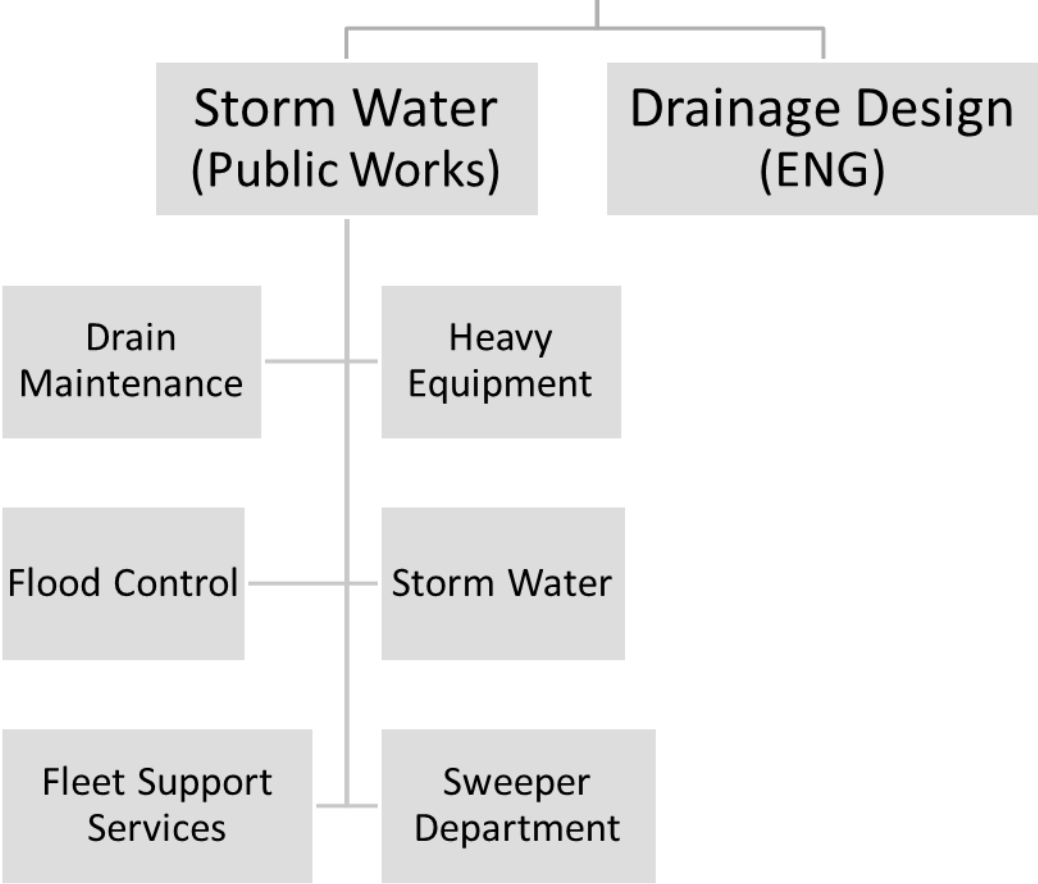 Storm Water
(Public Works)
Drainage Design
(ENG)
Drain
Maintenance
Heavy
Equipment
Flood Control
Storm Water
Fleet Support
Services
Sweeper
Department